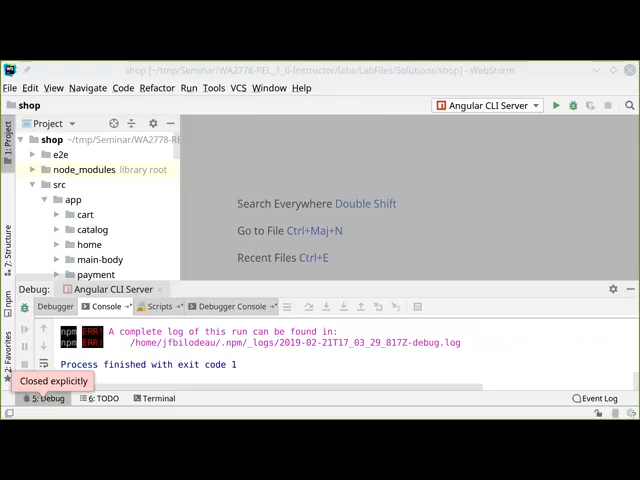 shop [~/tmp/Seminar/WA2778-REL_1_0-Instructor/labs/LabFiles/Solutions/shop] - WebStorm
File Edit View Navigate Code Refactor Run Tools VCS Window Help
shop
Angular CLI Server
1: Project
Project
shop ~/tmp/Seminar/WA2778-RE
e2e
node_modules library root
src
app
cart
catalog
home
main-body
payment
Search Everywhere Double Shift
Go to File Ctrl+Maj+N
Recent Files Ctrl+E
7: Structure
npm
2: Favorites
Debug: Angular CLI Server
Debugger Console Scripts Debugger Console
npm ERR! A complete log of this run can be found in:
npm ERR! /home/jfbilodeau/.npm/_logs/2019-02-21T17_03_29_817Z-debug.log
Process finished with exit code 1
Closed explicitly
5: Debug 6: TODO Terminal Event Log